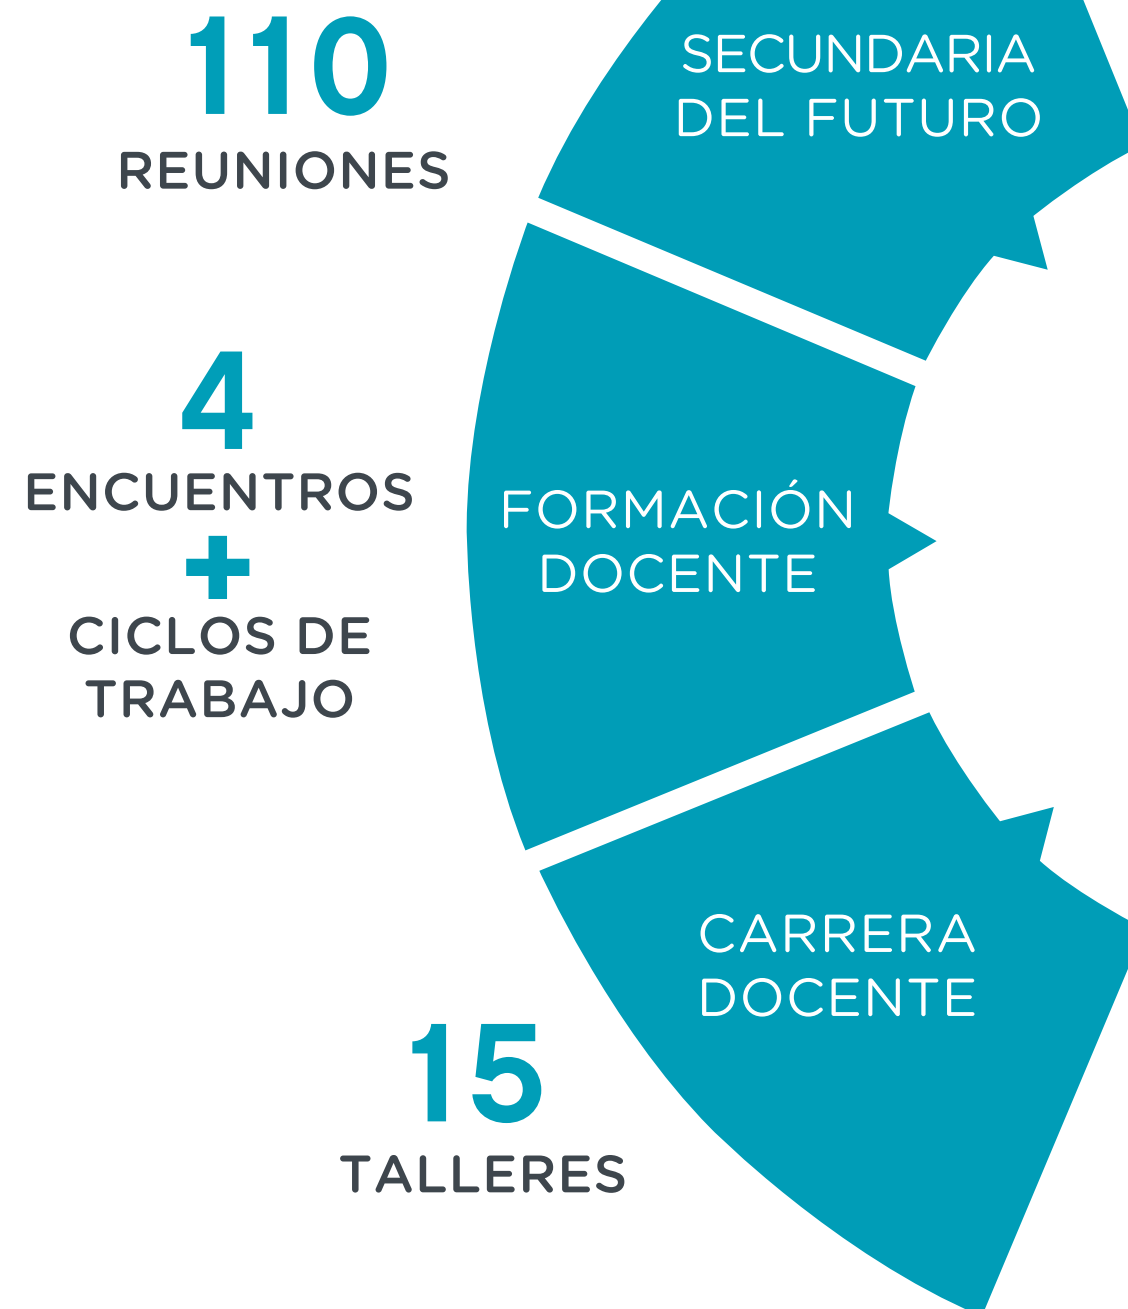 110
REUNIONES
SECUNDARIA
DEL FUTURO
4
ENCUENTROS
+
CICLOS DE
TRABAJO
FORMACIÓN
DOCENTE
15
TALLERES
CARRERA
DOCENTE